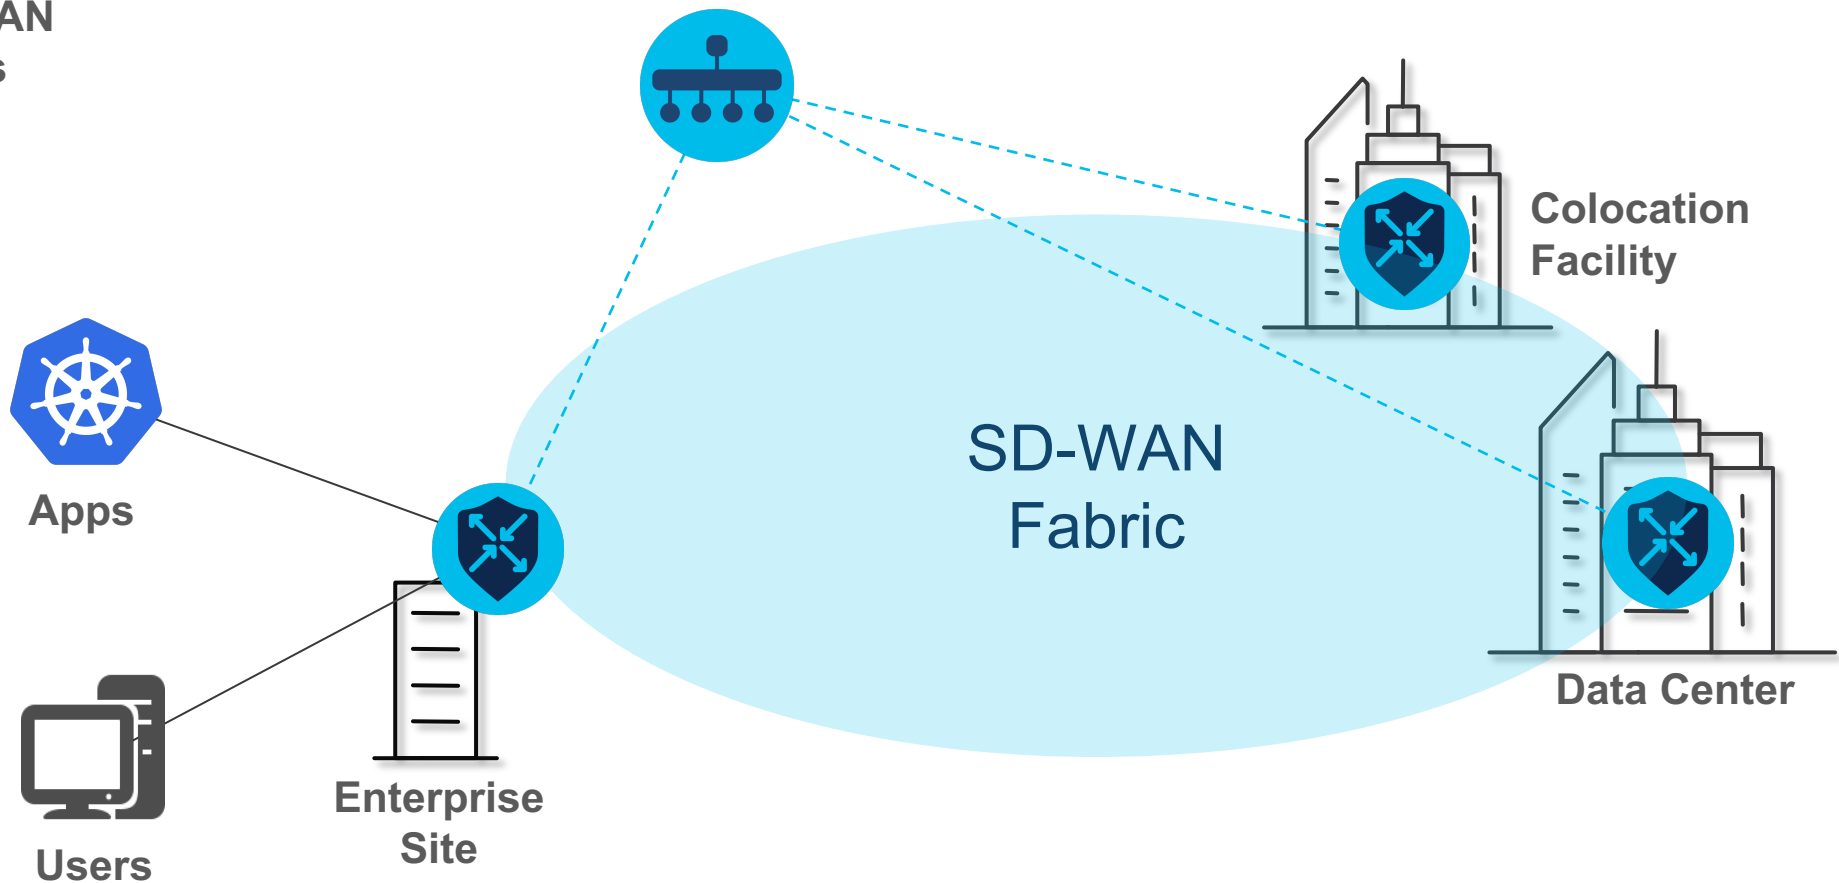 Colocation
Facility
SD-WAN
Fabric
Apps
Data Center
Enterprise
Site
Users